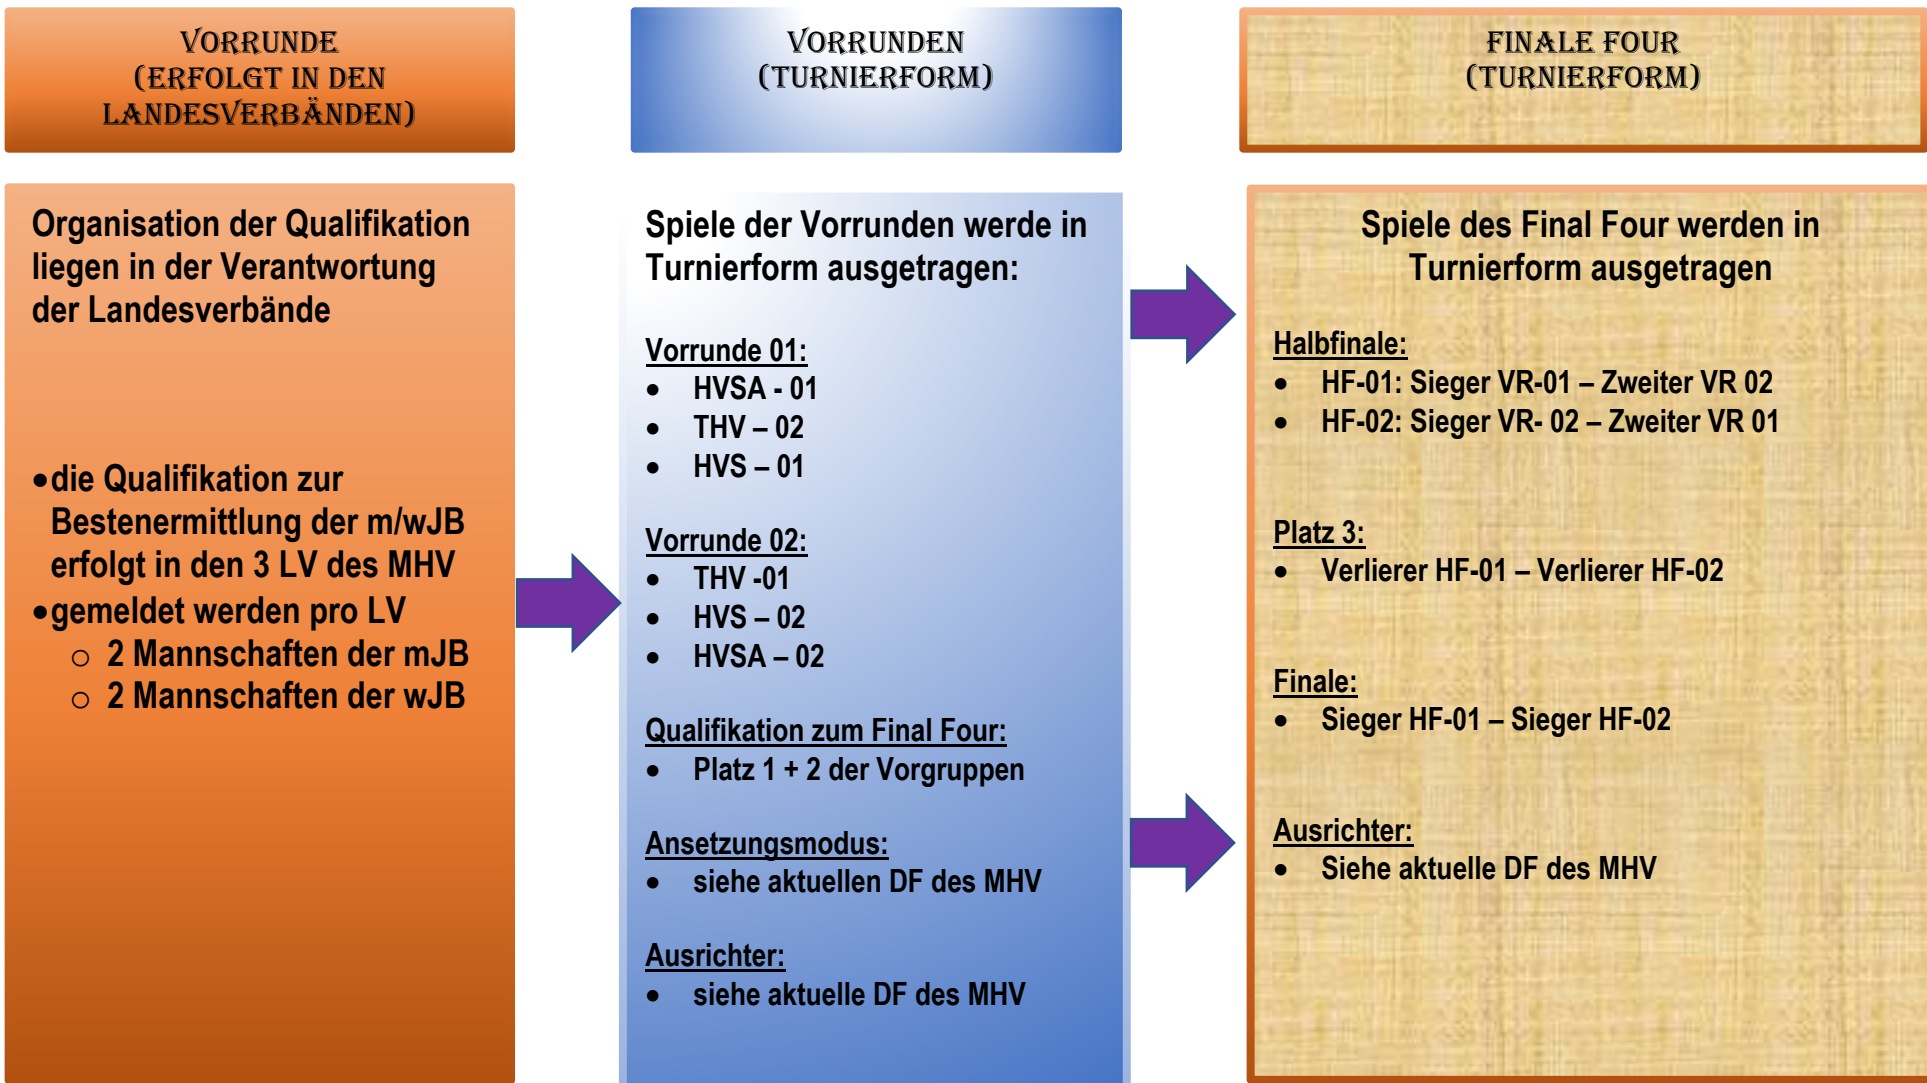 VORRUNDE
(ERFOLGT IN DEN
LANDESVERBÄNDEN)
Organisation der Qualifikation
liegen in der Verantwortung
der Landesverbände
• die Qualifikation zur
Bestenermittlung der m/wJB
erfolgt in den 3 LV des MHV
• gemeldet werden pro LV
o 2 Mannschaften der mJB
o 2 Mannschaften der wJB
VORRUNDEN
(TURNIERFORM)
Spiele der Vorrunden werde in
Turnierform ausgetragen:
Vorrunde 01:
• HVSA - 01
• THV – 02
• HVS – 01
Vorrunde 02:
• THV -01
• HVS – 02
• HVSA – 02
Qualifikation zum Final Four:
• Platz 1 + 2 der Vorgruppen
Ansetzungsmodus:
• siehe aktuellen DF des MHV
Ausrichter:
• siehe aktuelle DF des MHV
FINALE FOUR
(TURNIERFORM)
Spiele des Final Four werden in
Turnierform ausgetragen
Halbfinale:
• HF-01: Sieger VR-01 – Zweiter VR 02
• HF-02: Sieger VR- 02 – Zweiter VR 01
Platz 3:
• Verlierer HF-01 – Verlierer HF-02
Finale:
• Sieger HF-01 – Sieger HF-02
Ausrichter:
• Siehe aktuelle DF des MHV